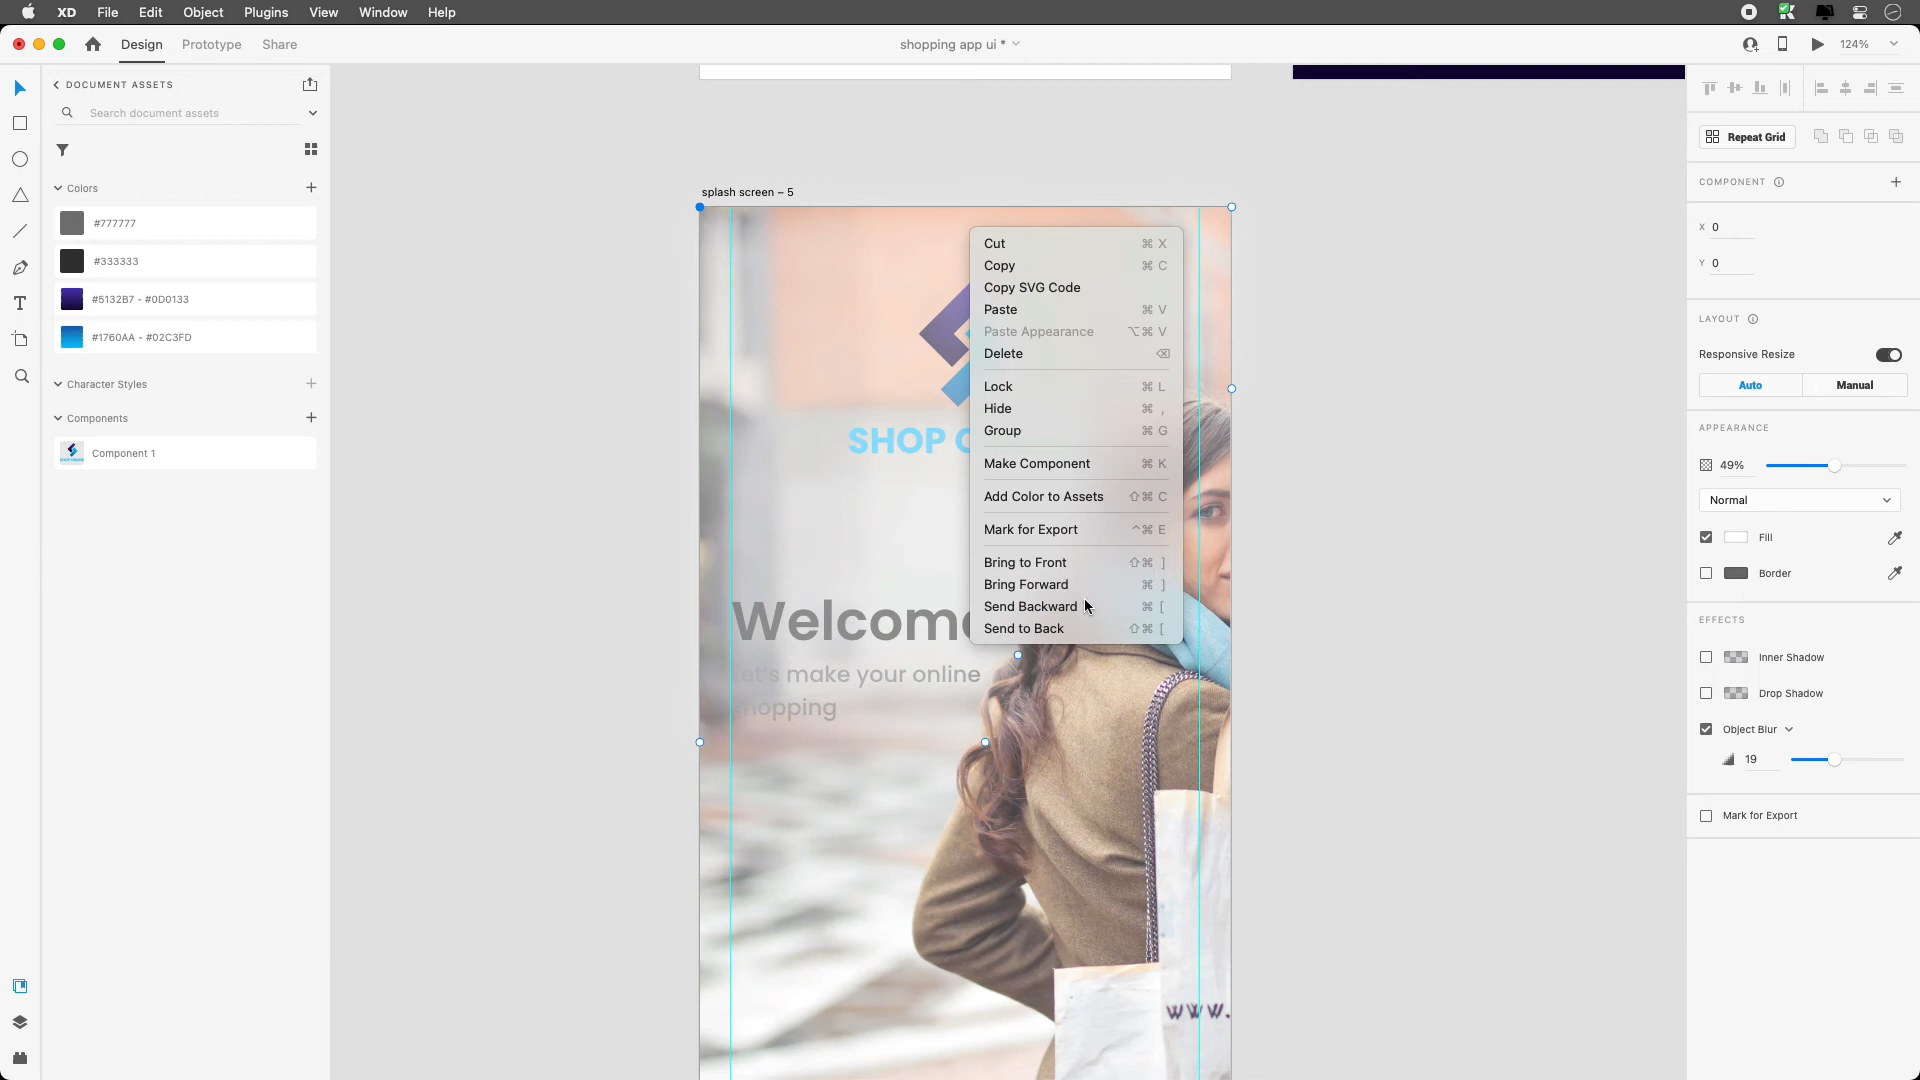 XD File Edit Object Plugins View Window Help
Design Prototype Share
shopping app ui *
124%
DOCUMENT ASSETS
Search document assets
Colors
#777777
#333333
#5132B7 - #0D0133
#1760AA - #02C3FD
Character Styles
Components
Component 1
splash screen – 5
SHOP
Welcome
Let's make your online
shopping
www.
Cut ⌘ X
Copy ⌘ C
Copy SVG Code
Paste ⌘ V
Paste Appearance ⌥⌘ V
Delete ⌫
Lock ⌘ L
Hide ⌘ ,
Group ⌘ G
Make Component ⌘ K
Add Color to Assets ⇧⌘ C
Mark for Export ^⌘ E
Bring to Front ⇧⌘ ]
Bring Forward ⌘ ]
Send Backward ⌘ [
Send to Back ⇧⌘ [
Repeat Grid
COMPONENT
X 0
Y 0
LAYOUT
Responsive Resize
Auto Manual
APPEARANCE
49%
Normal
Fill
Border
EFFECTS
Inner Shadow
Drop Shadow
Object Blur
19
Mark for Export